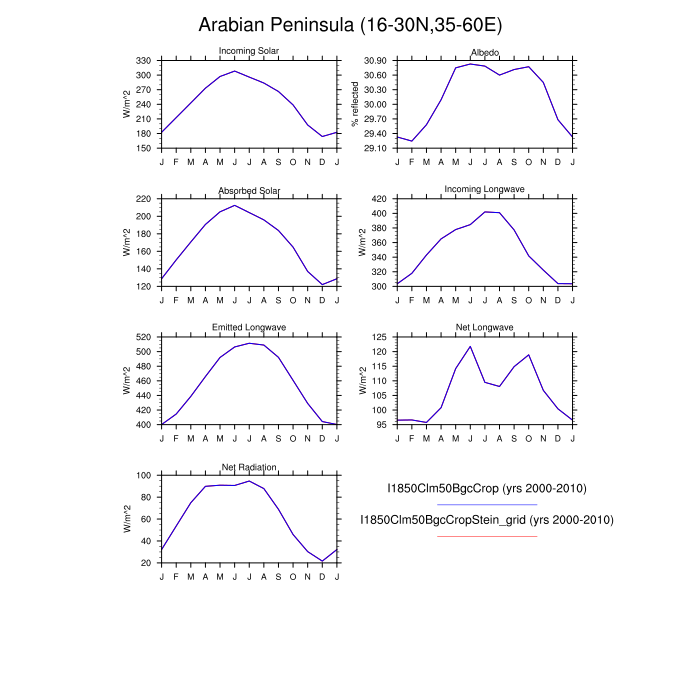 Arabian Peninsula (16-30N,35-60E)
Incoming Solar
W/m^2
330
300
270
240
210
180
150
J F M A M J J A S O N D J
Albedo
% reflected
30.90
30.60
30.30
30.00
29.70
29.40
29.10
J F M A M J J A S O N D J
Absorbed Solar
W/m^2
220
200
180
160
140
120
J F M A M J J A S O N D J
Incoming Longwave
W/m^2
420
400
380
360
340
320
300
J F M A M J J A S O N D J
Emitted Longwave
W/m^2
520
500
480
460
440
420
400
J F M A M J J A S O N D J
Net Longwave
W/m^2
125
120
115
110
105
100
95
J F M A M J J A S O N D J
Net Radiation
W/m^2
100
80
60
40
20
J F M A M J J A S O N D J
I1850Clm50BgcCrop (yrs 2000-2010)
I1850Clm50BgcCropStein_grid (yrs 2000-2010)